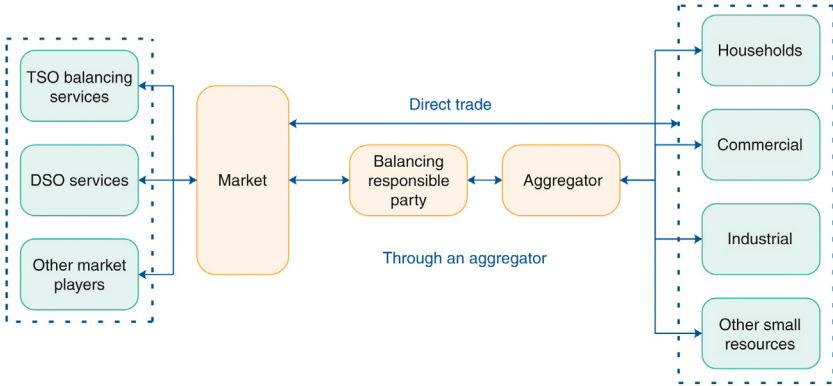 TSO balancing
services
DSO services
Other market
players
Market
Direct trade
Balancing
responsible
party
Aggregator
Through an aggregator
Households
Commercial
Industrial
Other small
resources